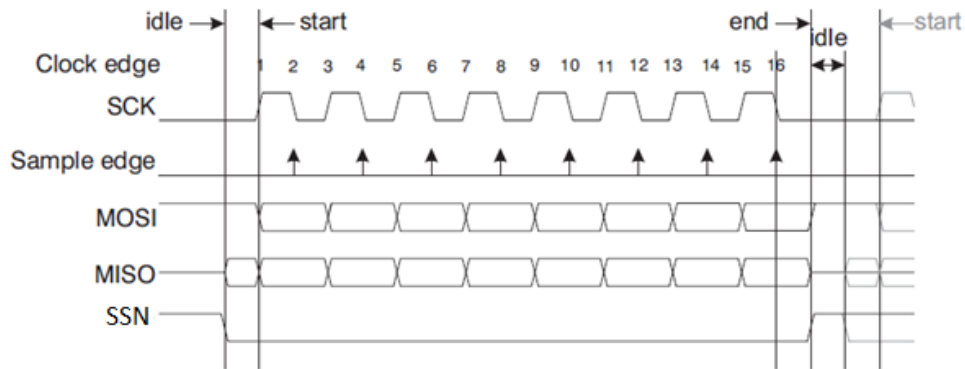 idle start end start
idle
Clock edge 1 2 3 4 5 6 7 8 9 10 11 12 13 14 15 16
SCK
Sample edge
MOSI
MISO
SSN